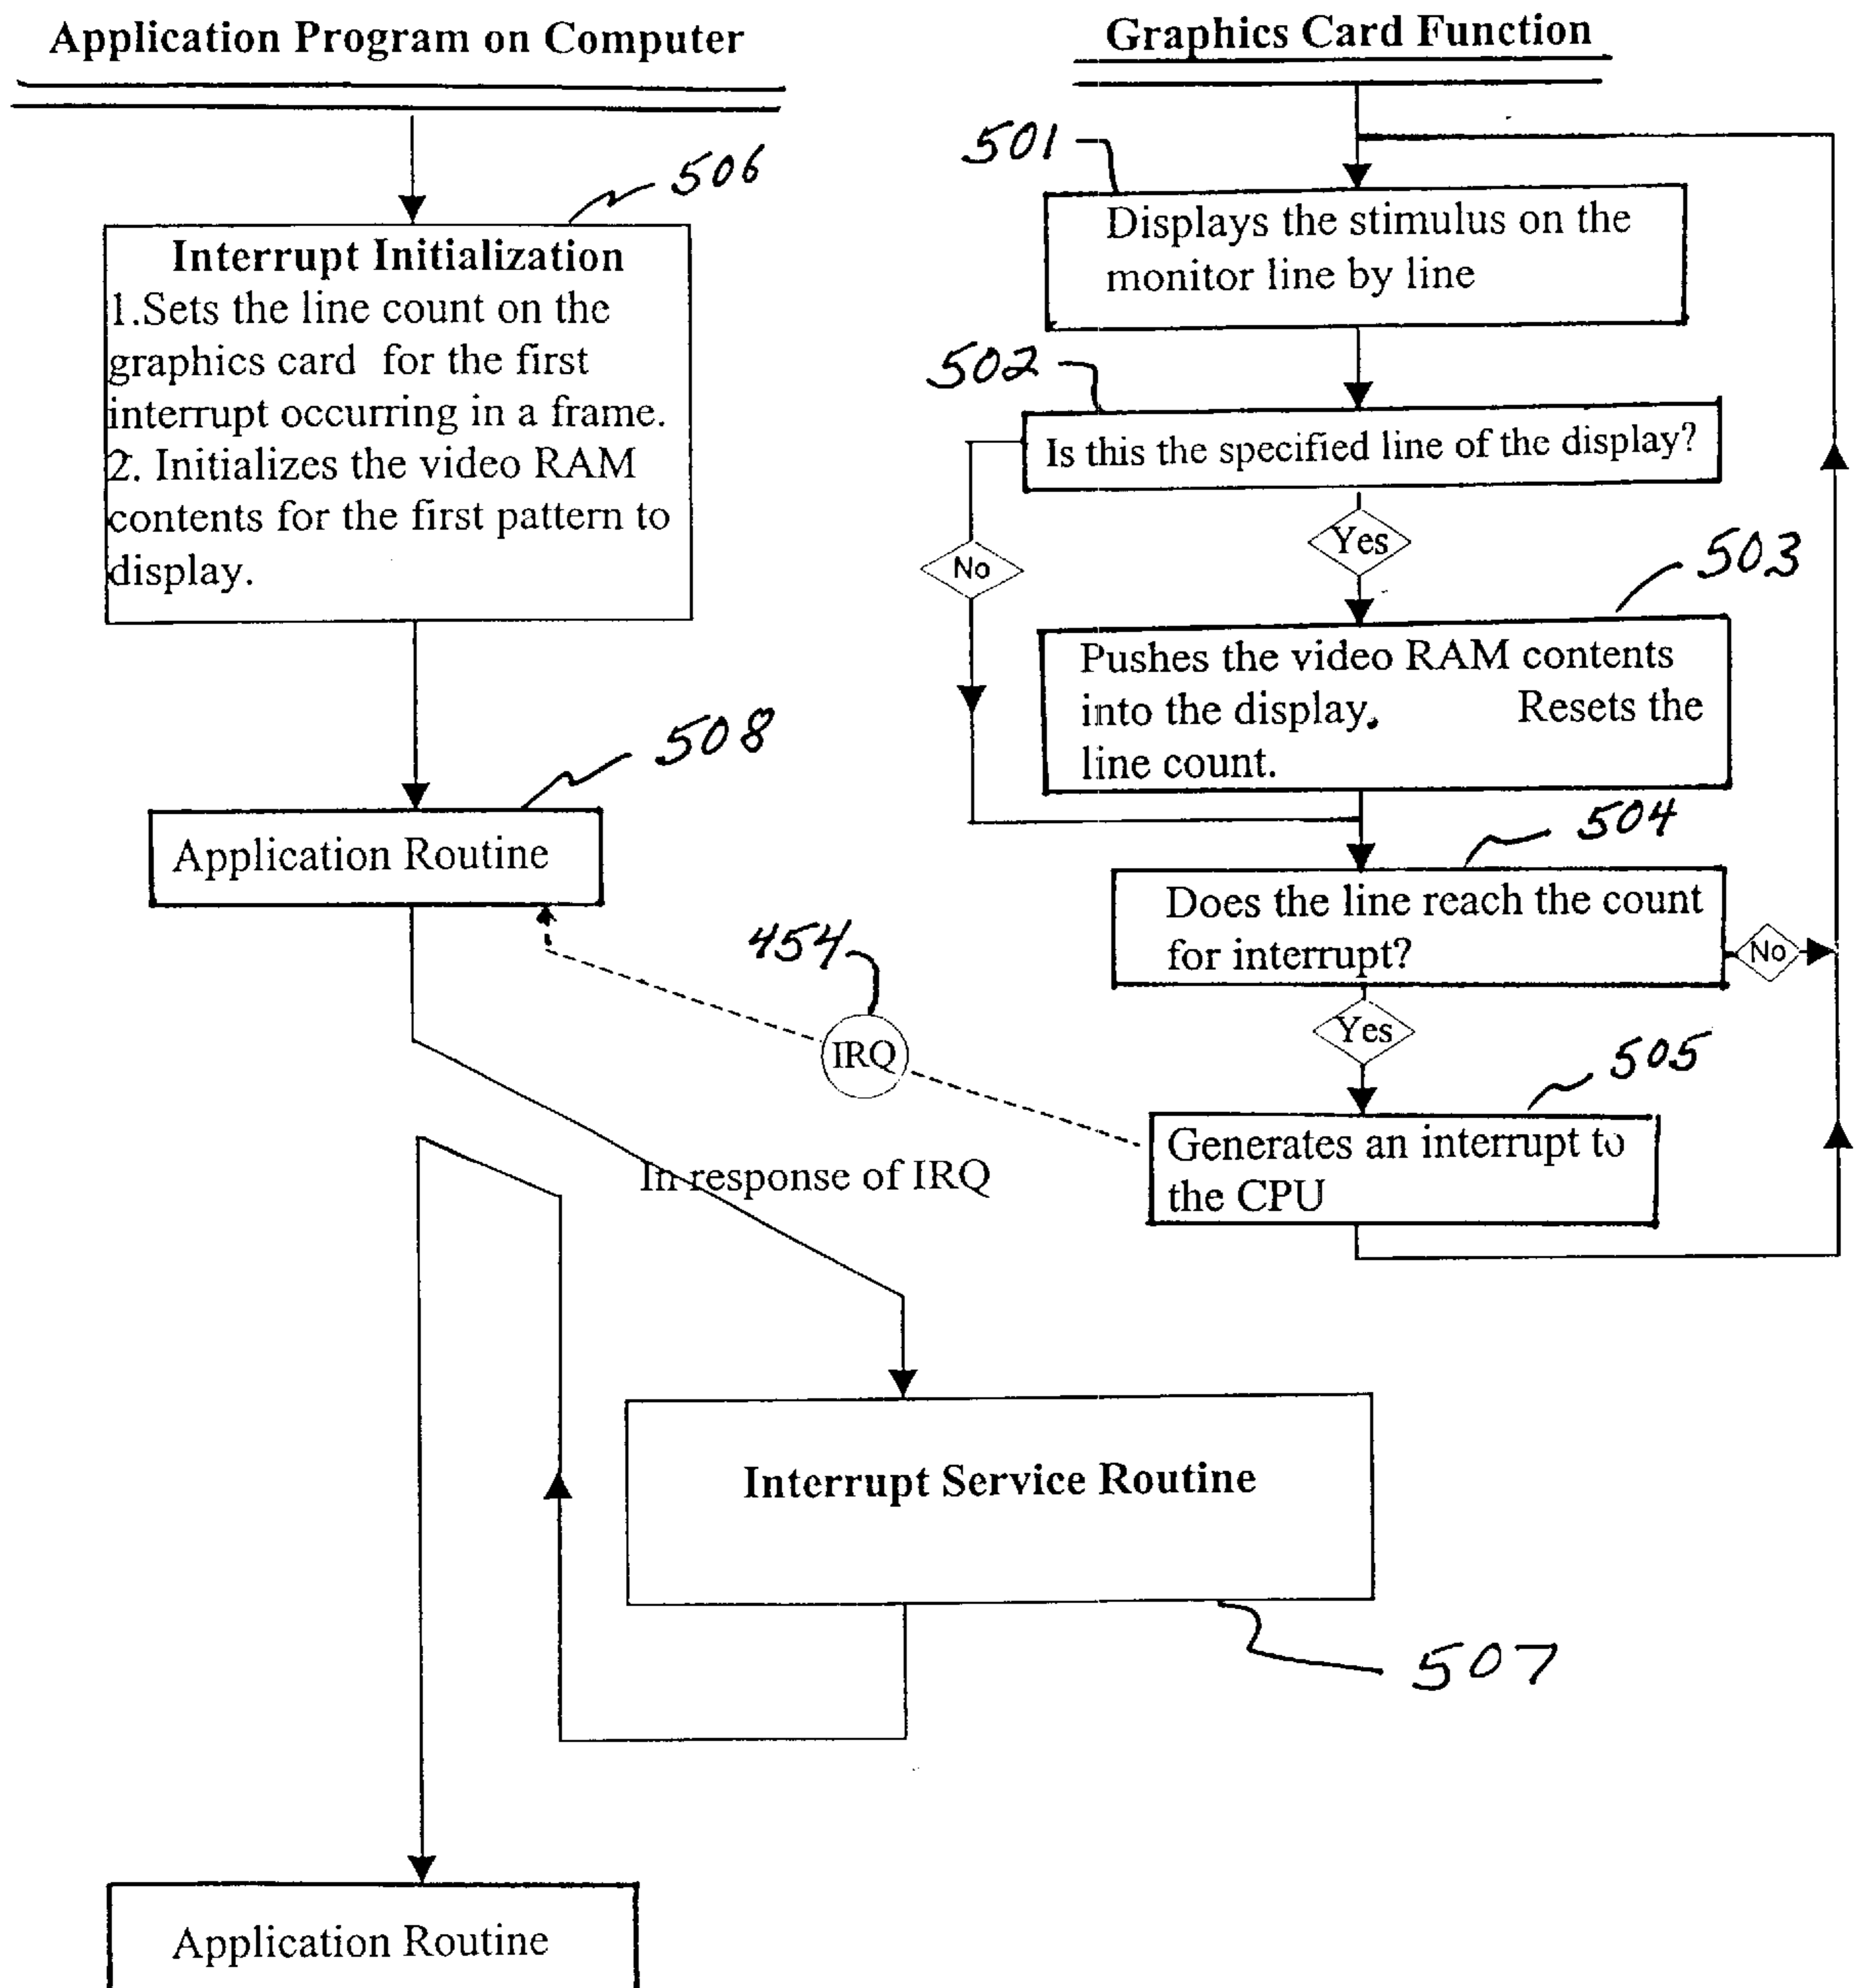 Application Program on Computer
506
Interrupt Initialization
1.Sets the line count on the
graphics card for the first
interrupt occurring in a frame.
2. Initializes the video RAM
contents for the first pattern to
display.
508
Application Routine
Graphics Card Function
501
Displays the stimulus on the
monitor line by line
502
Is this the specified line of the display?
No
Yes
503
Pushes the video RAM contents
into the display. Resets the
line count.
504
Does the line reach the count
for interrupt?
No
Yes
454
IRQ
505
Generates an interrupt to
the CPU
In response of IRQ
Interrupt Service Routine
507
Application Routine